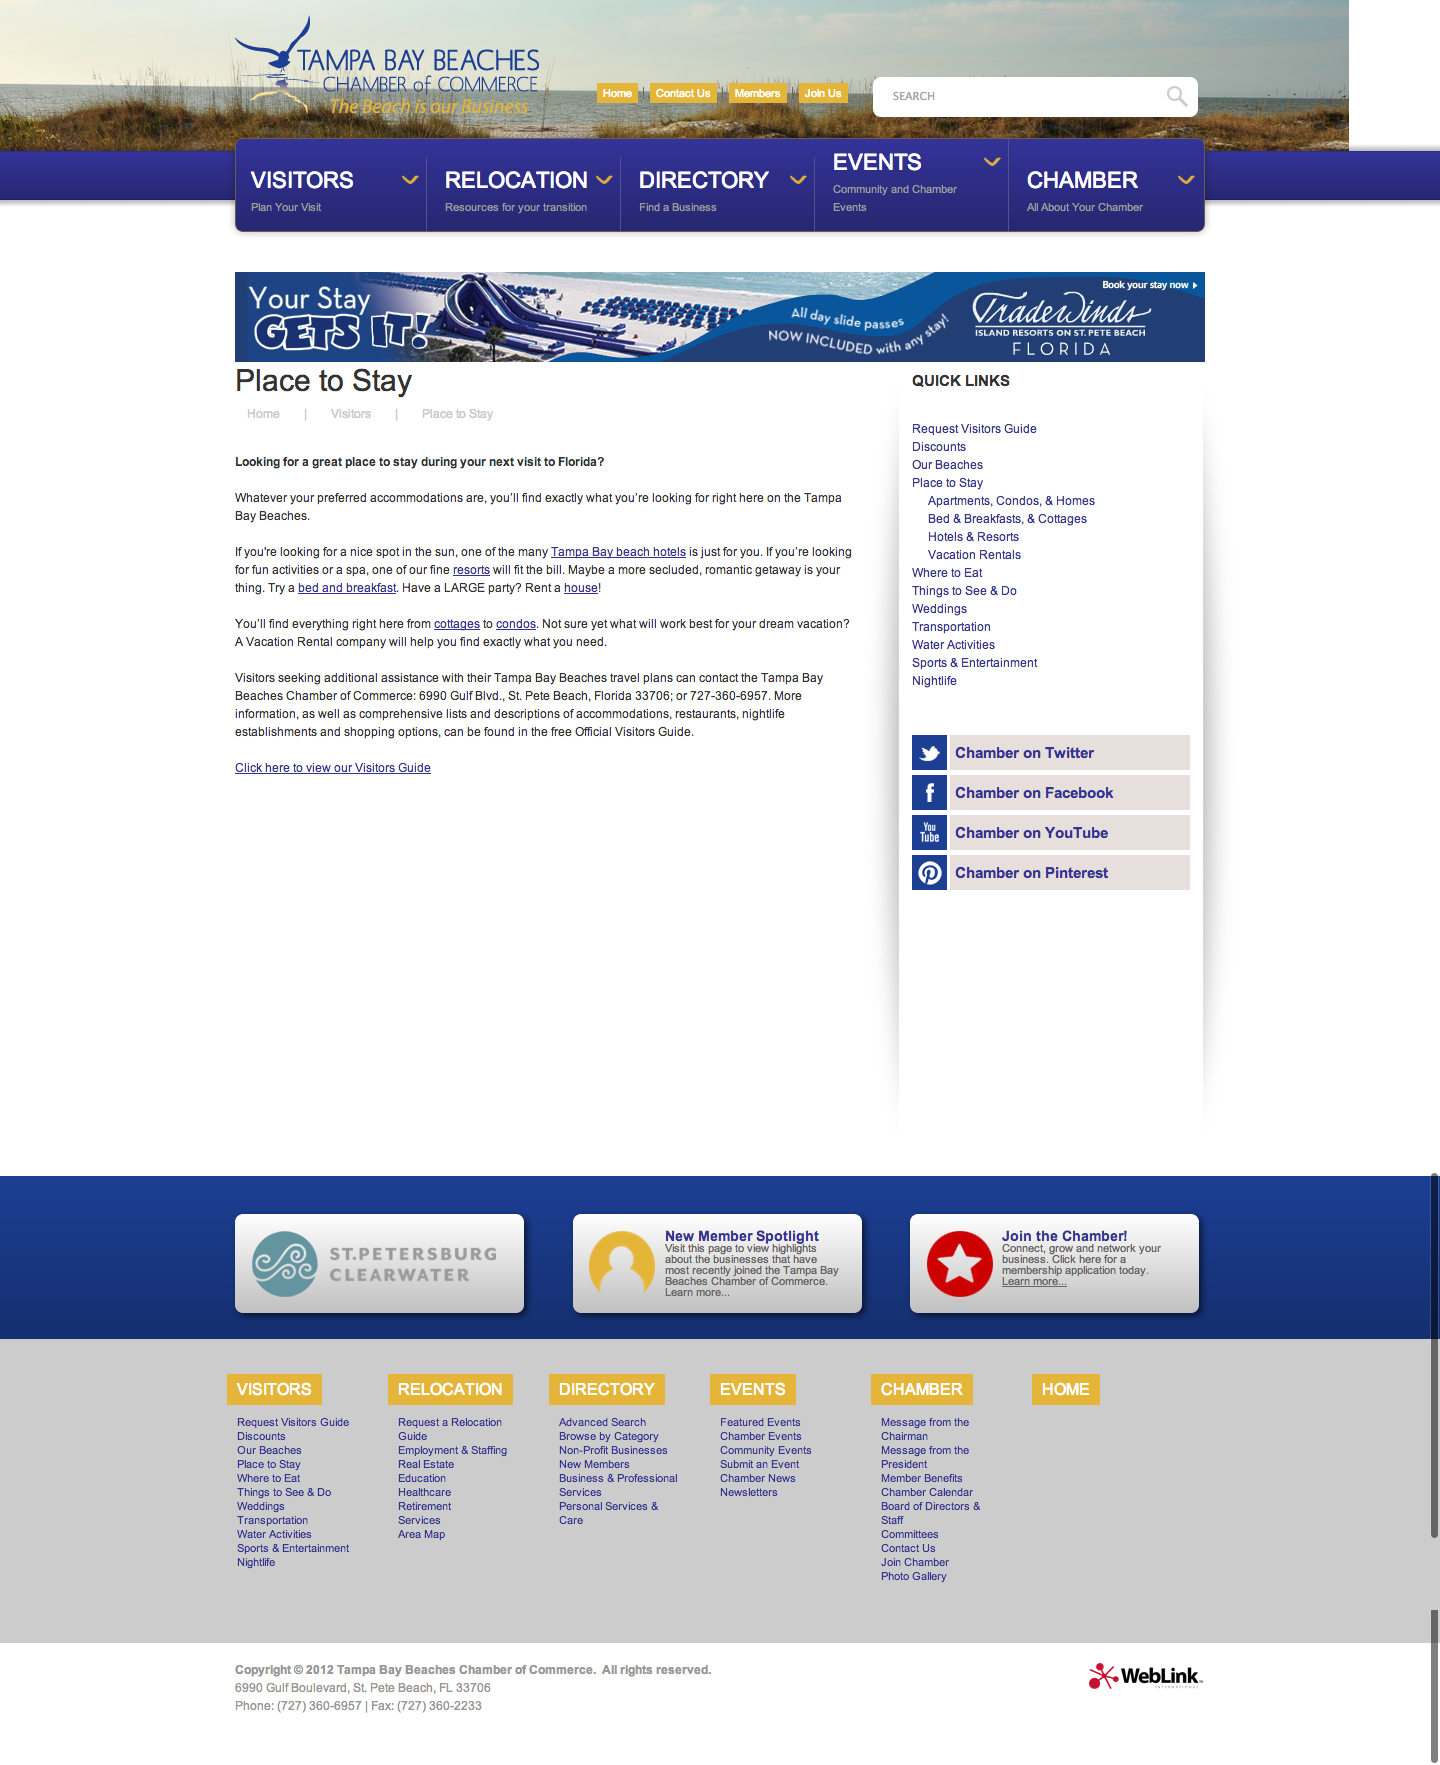 TAMPA BAY BEACHES
CHAMBER of COMMERCE
The Beach is our Business
Home
Contact Us
Members
Join Us
SEARCH
VISITORS
Plan Your Visit
RELOCATION
Resources for your transition
DIRECTORY
Find a Business
EVENTS
Community and Chamber
Events
CHAMBER
All About Your Chamber
Your Stay
GETS IT!
All day slide passes
NOW INCLUDED with any stay!
Book your stay now
TradeWinds
ISLAND RESORTS ON ST. PETE BEACH
FLORIDA
Place to Stay
Home | Visitors | Place to Stay
Looking for a great place to stay during your next visit to Florida?
Whatever your preferred accommodations are, you’ll find exactly what you’re looking for right here on the Tampa
Bay Beaches.
If you're looking for a nice spot in the sun, one of the many Tampa Bay beach hotels is just for you. If you’re looking
for fun activities or a spa, one of our fine resorts will fit the bill. Maybe a more secluded, romantic getaway is your
thing. Try a bed and breakfast. Have a LARGE party? Rent a house!
You’ll find everything right here from cottages to condos. Not sure yet what will work best for your dream vacation?
A Vacation Rental company will help you find exactly what you need.
Visitors seeking additional assistance with their Tampa Bay Beaches travel plans can contact the Tampa Bay
Beaches Chamber of Commerce: 6990 Gulf Blvd., St. Pete Beach, Florida 33706; or 727-360-6957. More
information, as well as comprehensive lists and descriptions of accommodations, restaurants, nightlife
establishments and shopping options, can be found in the free Official Visitors Guide.
Click here to view our Visitors Guide
QUICK LINKS
Request Visitors Guide
Discounts
Our Beaches
Place to Stay
Apartments, Condos, & Homes
Bed & Breakfasts, & Cottages
Hotels & Resorts
Vacation Rentals
Where to Eat
Things to See & Do
Weddings
Transportation
Water Activities
Sports & Entertainment
Nightlife
Chamber on Twitter
f
Chamber on Facebook
You
Tube
Chamber on YouTube
Chamber on Pinterest
ST.PETERSBURG
CLEARWATER
New Member Spotlight
Visit this page to view highlights
about the businesses that have
most recently joined the Tampa Bay
Beaches Chamber of Commerce.
Learn more...
Join the Chamber!
Connect, grow and network your
business. Click here for a
membership application today.
Learn more...
VISITORS
Request Visitors Guide
Discounts
Our Beaches
Place to Stay
Where to Eat
Things to See & Do
Weddings
Transportation
Water Activities
Sports & Entertainment
Nightlife
RELOCATION
Request a Relocation
Guide
Employment & Staffing
Real Estate
Education
Healthcare
Retirement
Services
Area Map
DIRECTORY
Advanced Search
Browse by Category
Non-Profit Businesses
New Members
Business & Professional
Services
Personal Services &
Care
EVENTS
Featured Events
Chamber Events
Community Events
Submit an Event
Chamber News
Newsletters
CHAMBER
Message from the
Chairman
Message from the
President
Member Benefits
Chamber Calendar
Board of Directors &
Staff
Committees
Contact Us
Join Chamber
Photo Gallery
HOME
Copyright © 2012 Tampa Bay Beaches Chamber of Commerce. All rights reserved.
6990 Gulf Boulevard, St. Pete Beach, FL 33706
Phone: (727) 360-6957 | Fax: (727) 360-2233
WebLink
INTERNATIONAL